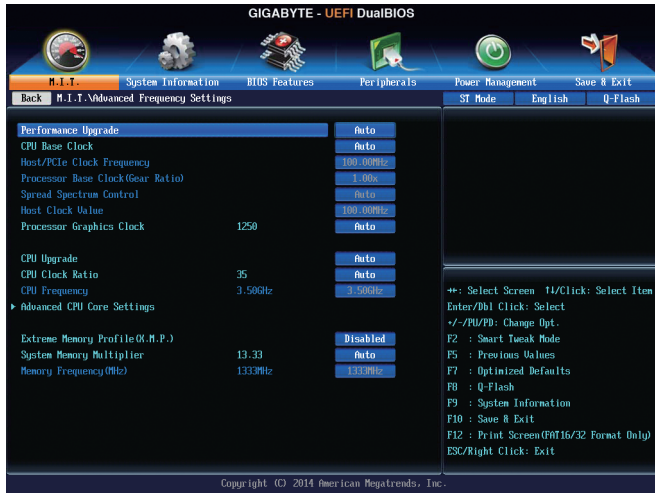 GIGABYTE - UEFI DualBIOS
M.I.T. System Information BIOS Features Peripherals Power Management Save & Exit
Back M.I.T.\Advanced Frequency Settings ST Mode English Q-Flash
Performance Upgrade Auto
CPU Base Clock Auto
Host/PCIe Clock Frequency 100.00MHz
Processor Base Clock(Gear Ratio) 1.00x
Spread Spectrum Control Auto
Host Clock Value 100.00MHz
Processor Graphics Clock 1250 Auto
CPU Upgrade Auto
CPU Clock Ratio 35 Auto
CPU Frequency 3.50GHz 3.50GHz
Advanced CPU Core Settings
Extreme Memory Profile(X.M.P.) Disabled
System Memory Multiplier 13.33 Auto
Memory Frequency(MHz) 1333MHz 1333MHz
→←: Select Screen ↑↓/Click: Select Item
Enter/Dbl Click: Select
+/-/PU/PD: Change Opt.
F2 : Smart Tweak Mode
F5 : Previous Values
F7 : Optimized Defaults
F8 : Q-Flash
F9 : System Information
F10 : Save & Exit
F12 : Print Screen(FAT16/32 Format Only)
ESC/Right Click: Exit
Copyright (C) 2014 American Megatrends, Inc.